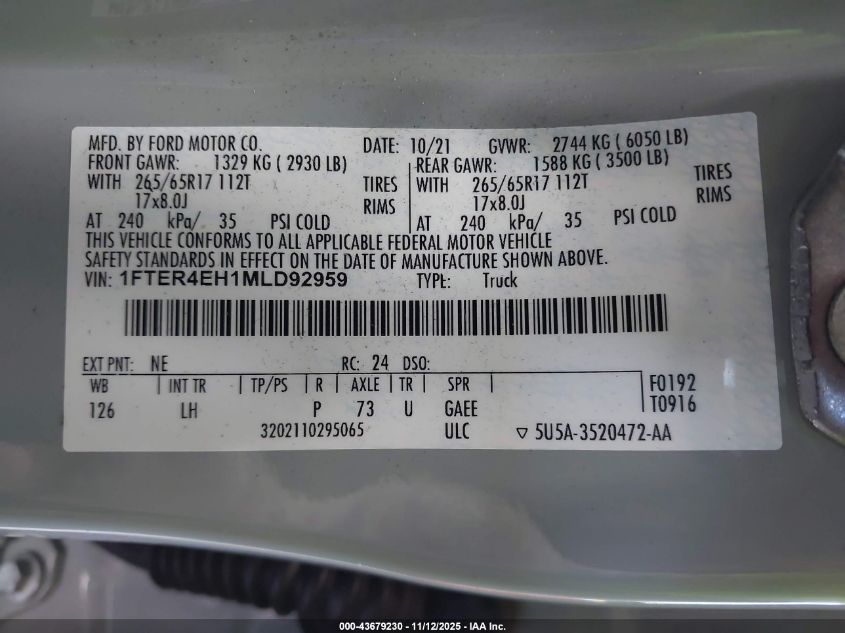 MFD. BY FORD MOTOR CO. DATE: 10/21 GVWR: 2744 KG ( 6050 LB)
FRONT GAWR: 1329 KG ( 2930 LB) REAR GAWR: 1588 KG ( 3500 LB)
WITH 265/65R17 112T TIRES WITH 265/65R17 112T TIRES
17x8.0J RIMS 17x8.0J RIMS
AT 240 kPa/ 35 PSI COLD AT 240 kPa/ 35 PSI COLD
THIS VEHICLE CONFORMS TO ALL APPLICABLE FEDERAL MOTOR VEHICLE
SAFETY STANDARDS IN EFFECT ON THE DATE OF MANUFACTURE SHOWN ABOVE.
VIN: 1FTER4EH1MLD92959 TYPE: Truck
EXT PNT: NE RC: 24 DSO:
WB INT TR TP/PS R AXLE TR SPR F0192
126 LH P 73 U GAEE T0916
3202110295065 ULC ▽ 5U5A-3520472-AA
000-43679230 - 11/12/2025 - IAA Inc.